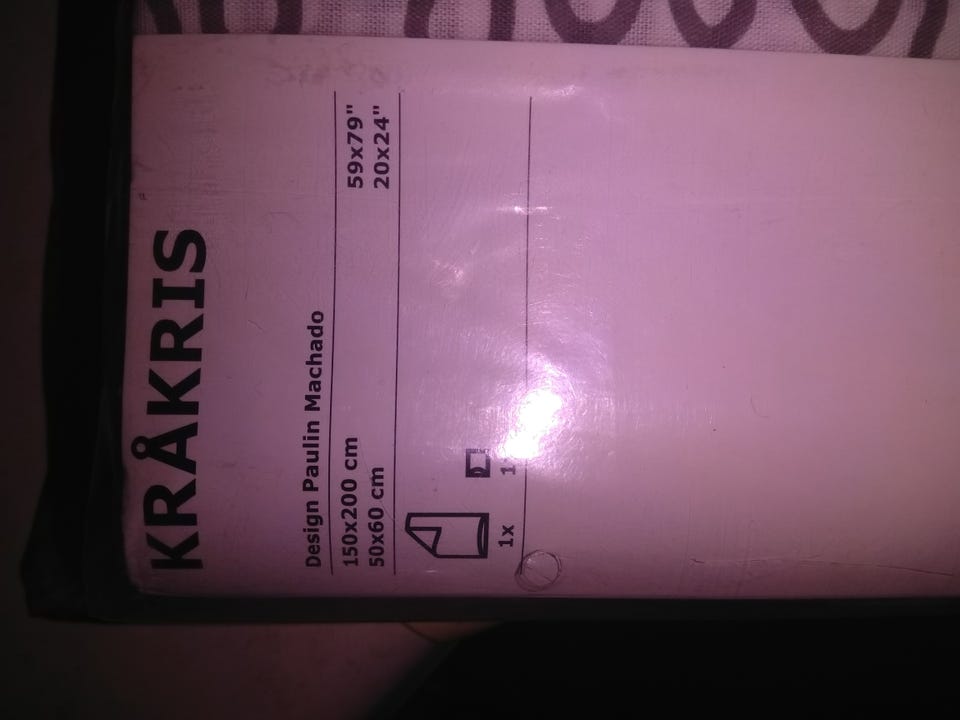 KRÅKRIS
Design Paulin Machado
150x200 cm 59x79"
50x60 cm 20x24"
1x